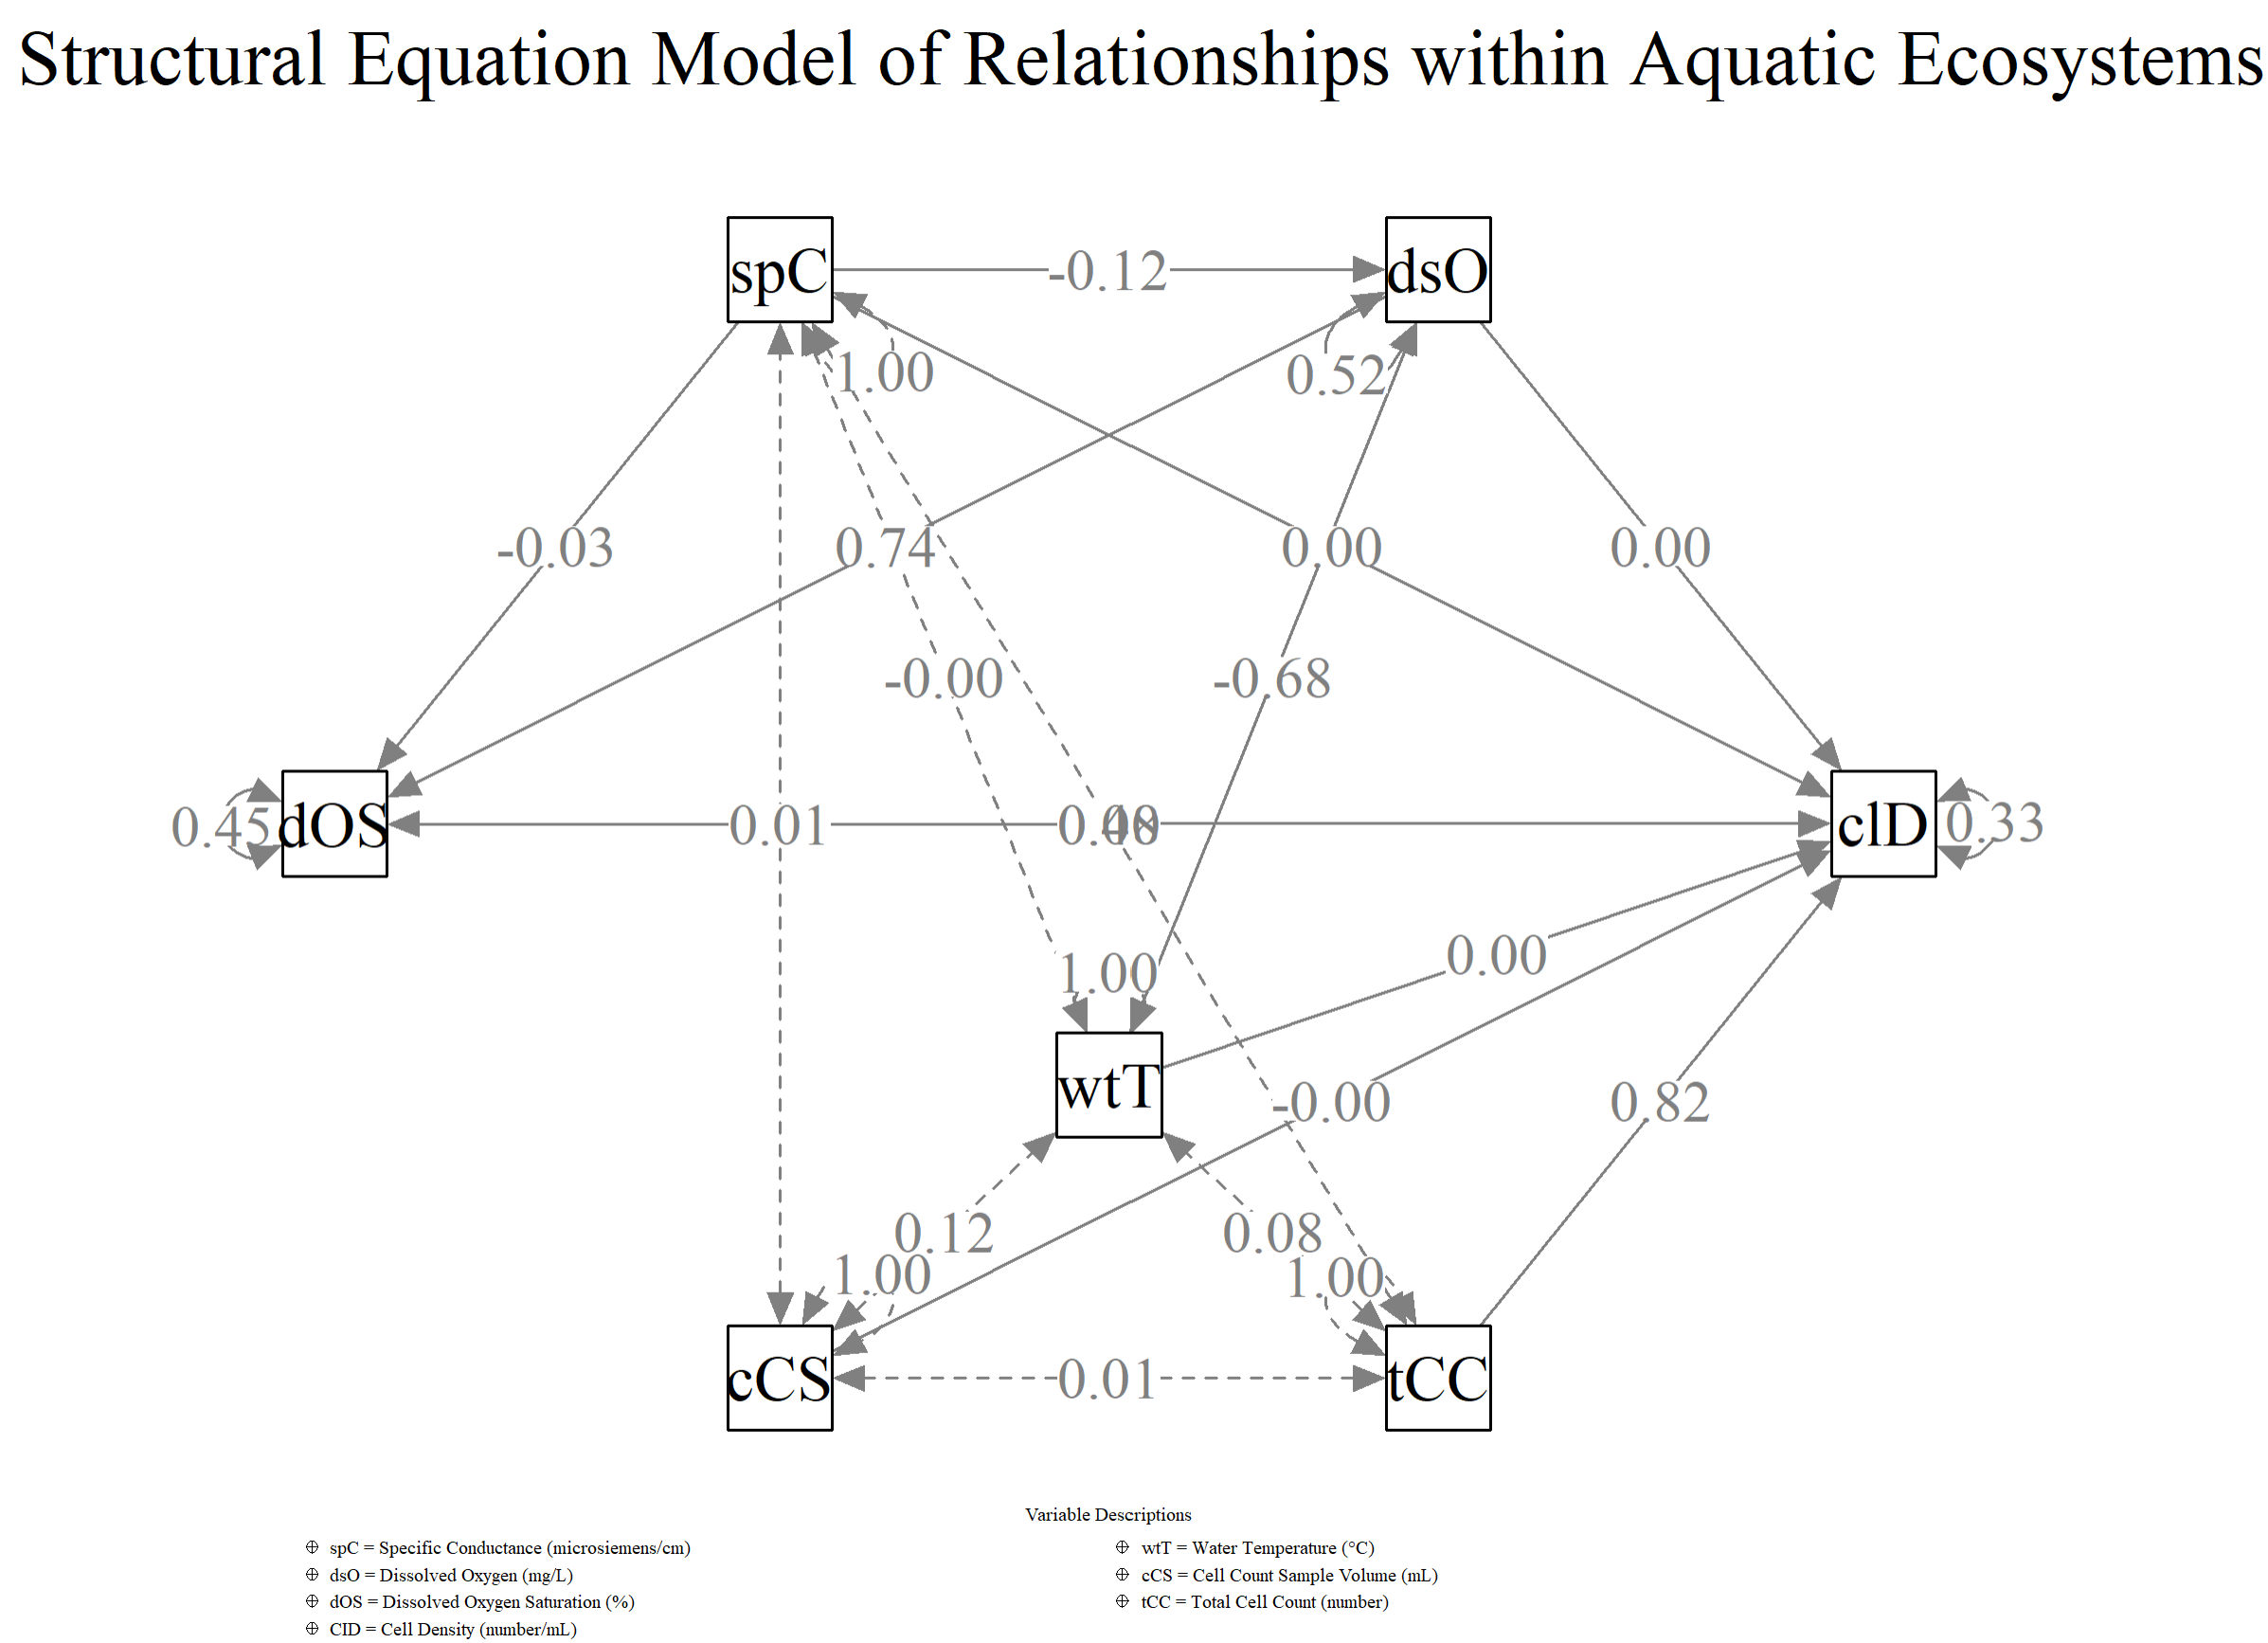 Structural Equation Model of Relationships within Aquatic Ecosystems
spC
-0.12
dsO
1.00
0.52
-0.03
0.74
0.00
0.00
-0.00
-0.68
0.45
dOS
0.01
clD
0.33
0.00
1.00
wtT
-0.00
0.82
0.12
0.08
1.00
1.00
cCS
0.01
tCC
Variable Descriptions
spC = Specific Conductance (microsiemens/cm)
dsO = Dissolved Oxygen (mg/L)
dOS = Dissolved Oxygen Saturation (%)
ClD = Cell Density (number/mL)
wtT = Water Temperature (°C)
cCS = Cell Count Sample Volume (mL)
tCC = Total Cell Count (number)